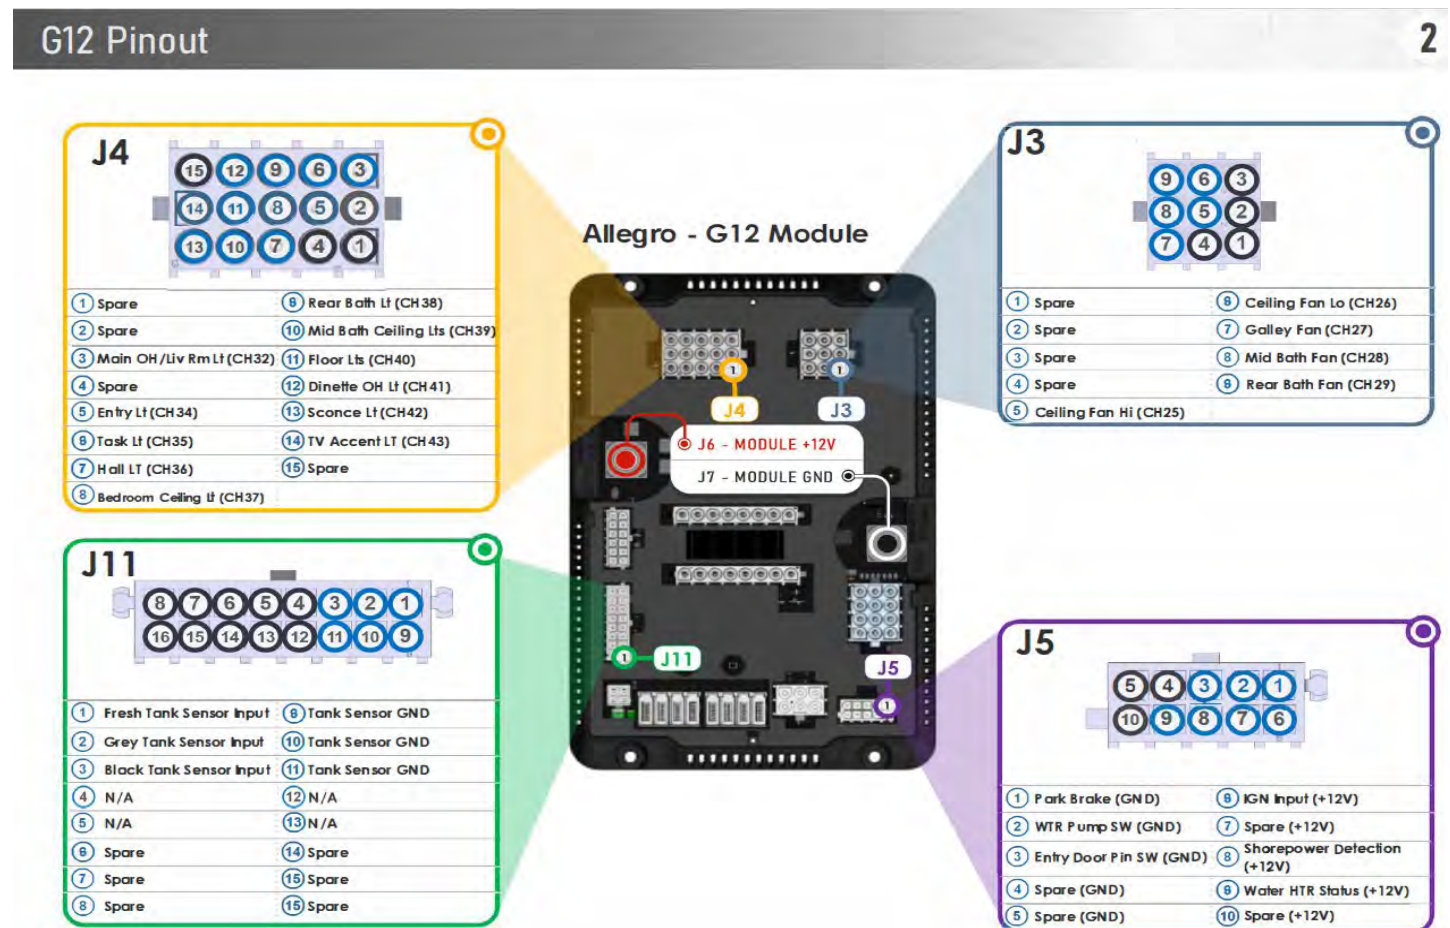 G12 Pinout
2
J4
15 12 9 6 3
14 11 8 5 2
13 10 7 4 1
1 Spare
2 Spare
3 Main OH/Liv Rm Lt (CH32)
4 Spare
5 Entry Lt (CH34)
6 Task Lt (CH35)
7 Hall LT (CH36)
8 Bedroom Ceiling Lt (CH37)
9 Rear Bath Lt (CH38)
10 Mid Bath Ceiling Lts (CH39)
11 Floor Lts (CH40)
12 Dinette OH Lt (CH41)
13 Sconce Lt (CH42)
14 TV Accent LT (CH43)
15 Spare
J3
9 6 3
8 5 2
7 4 1
1 Spare
2 Spare
3 Spare
4 Spare
5 Ceiling Fan Hi (CH25)
6 Ceiling Fan Lo (CH26)
7 Galley Fan (CH27)
8 Mid Bath Fan (CH28)
9 Rear Bath Fan (CH29)
Allegro - G12 Module
1
J4
1
J3
J6 - MODULE +12V
J7 - MODULE GND
1
J11
J5
1
J11
8 7 6 5 4 3 2 1
16 15 14 13 12 11 10 9
1 Fresh Tank Sensor Input
2 Grey Tank Sensor Input
3 Black Tank Sensor Input
4 N/A
5 N/A
6 Spare
7 Spare
8 Spare
9 Tank Sensor GND
10 Tank Sensor GND
11 Tank Sensor GND
12 N/A
13 N/A
14 Spare
15 Spare
15 Spare
J5
5 4 3 2 1
10 9 8 7 6
1 Park Brake (GND)
2 WTR Pump SW (GND)
3 Entry Door Pin SW (GND)
4 Spare (GND)
5 Spare (GND)
6 IGN Input (+12V)
7 Spare (+12V)
8 Shorepower Detection
(+12V)
9 Water HTR Status (+12V)
10 Spare (+12V)